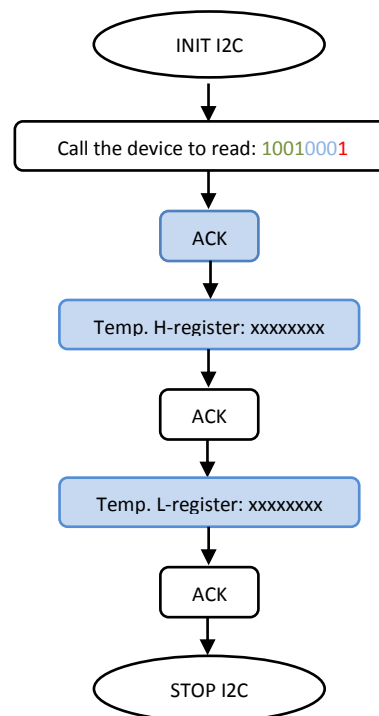 INIT I2C
Call the device to read: 10010001
ACK
Temp. H-register: xxxxxxxx
ACK
Temp. L-register: xxxxxxxx
ACK
STOP I2C